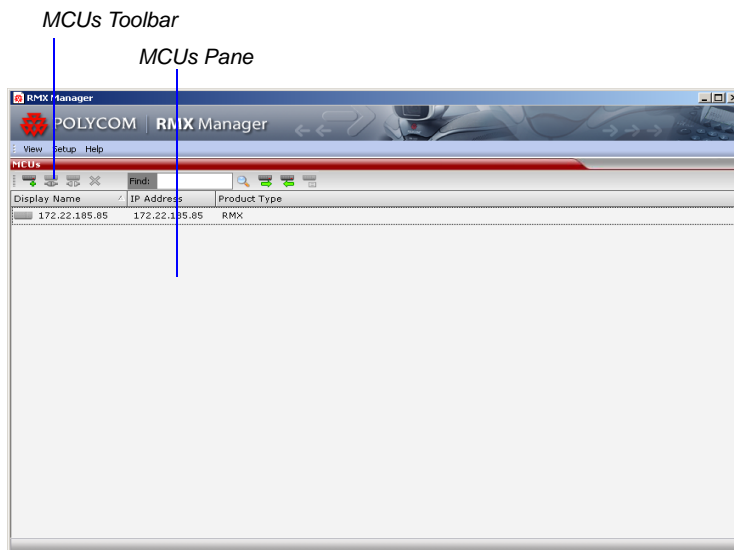 MCUs Toolbar
MCUs Pane
RMX Manager
POLYCOM | RMX Manager
View Setup Help
MCUs
Find:
Display Name IP Address Product Type
172.22.185.85 172.22.185.85 RMX